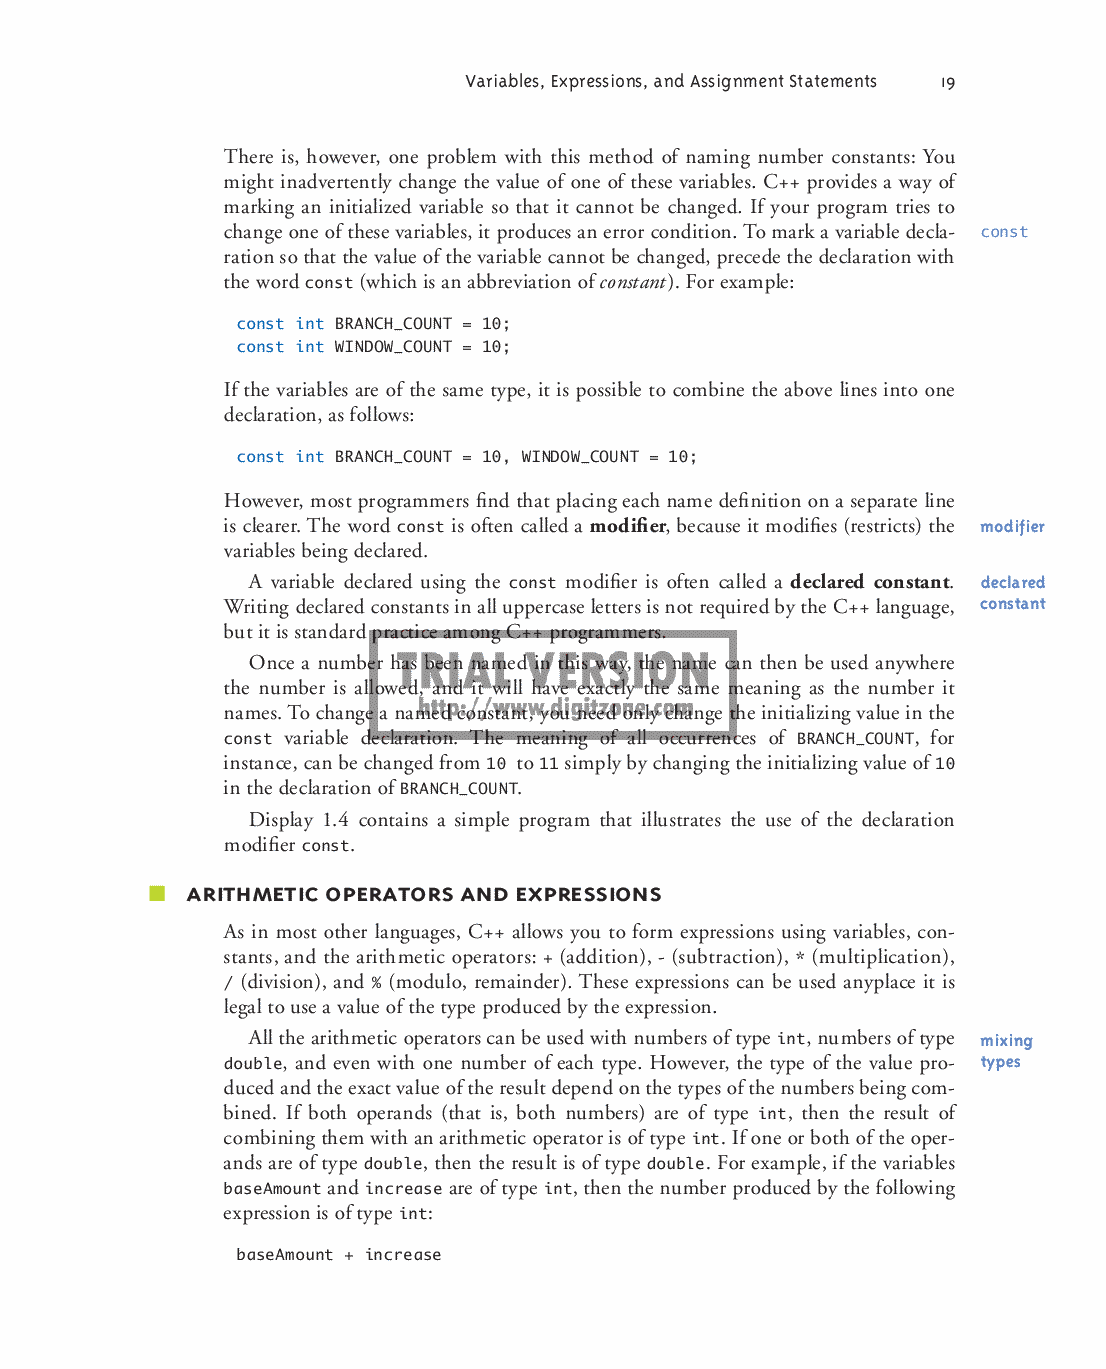 Variables, Expressions, and Assignment Statements 19
There is, however, one problem with this method of naming number constants: You
might inadvertently change the value of one of these variables. C++ provides a way of
marking an initialized variable so that it cannot be changed. If your program tries to
change one of these variables, it produces an error condition. To mark a variable decla-
const
ration so that the value of the variable cannot be changed, precede the declaration with
the word const (which is an abbreviation of constant). For example:
const int BRANCH_COUNT = 10;
const int WINDOW_COUNT = 10;
If the variables are of the same type, it is possible to combine the above lines into one
declaration, as follows:
const int BRANCH_COUNT = 10, WINDOW_COUNT = 10;
However, most programmers find that placing each name definition on a separate line
is clearer. The word const is often called a modifier, because it modifies (restricts) the
modifier
variables being declared.
A variable declared using the const modifier is often called a declared constant.
declared
constant
Writing declared constants in all uppercase letters is not required by the C++ language,
but it is standard practice among C++ programmers.
Once a number has been named in this way, the name can then be used anywhere
the number is allowed, and it will have exactly the same meaning as the number it
names. To change a named constant, you need only change the initializing value in the
const variable declaration. The meaning of all occurrences of BRANCH_COUNT, for
instance, can be changed from 10 to 11 simply by changing the initializing value of 10
in the declaration of BRANCH_COUNT.
TRIAL VERSION
http://www.digitzone.com
Display 1.4 contains a simple program that illustrates the use of the declaration
modifier const.
ARITHMETIC OPERATORS AND EXPRESSIONS
As in most other languages, C++ allows you to form expressions using variables, con-
stants, and the arithmetic operators: + (addition), - (subtraction), * (multiplication),
/ (division), and % (modulo, remainder). These expressions can be used anyplace it is
legal to use a value of the type produced by the expression.
All the arithmetic operators can be used with numbers of type int, numbers of type
mixing
types
double, and even with one number of each type. However, the type of the value pro-
duced and the exact value of the result depend on the types of the numbers being com-
bined. If both operands (that is, both numbers) are of type int, then the result of
combining them with an arithmetic operator is of type int. If one or both of the oper-
ands are of type double, then the result is of type double. For example, if the variables
baseAmount and increase are of type int, then the number produced by the following
expression is of type int:
baseAmount + increase